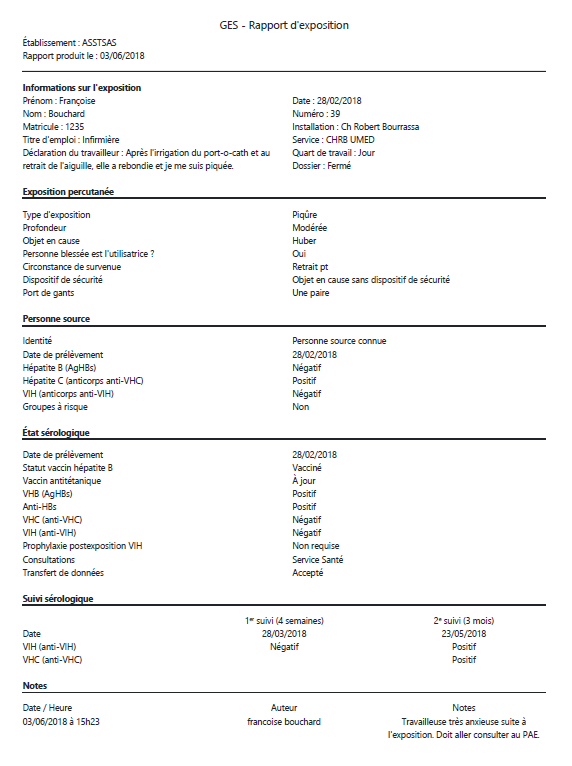 GES - Rapport d'exposition
Établissement : ASSTSAS
Rapport produit le : 03/06/2018
Informations sur l'exposition
Prénom : Françoise Date : 28/02/2018
Nom : Bouchard Numéro : 39
Matricule : 1235 Installation : Ch Robert Bourrassa
Titre d'emploi : Infirmière Service : CHRB UMED
Déclaration du travailleur : Après l'irrigation du port-o-cath et au Quart de travail : Jour
retrait de l'aiguille, elle a rebondie et je me suis piquée. Dossier : Fermé
Exposition percutanée
Type d'exposition Piqûre
Profondeur Modérée
Objet en cause Huber
Personne blessée est l'utilisatrice ? Oui
Circonstance de survenue Retrait pt
Dispositif de sécurité Objet en cause sans dispositif de sécurité
Port de gants Une paire
Personne source
Identité Personne source connue
Date de prélèvement 28/02/2018
Hépatite B (AgHBs) Négatif
Hépatite C (anticorps anti-VHC) Positif
VIH (anticorps anti-VIH) Négatif
Groupes à risque Non
État sérologique
Date de prélèvement 28/02/2018
Statut vaccin hépatite B Vacciné
Vaccin antitétanique À jour
VHB (AgHBs) Positif
Anti-HBs Positif
VHC (anti-VHC) Négatif
VIH (anti-VIH) Négatif
Prophylaxie postexposition VIH Non requise
Consultations Service Santé
Transfert de données Accepté
Suivi sérologique
1er suivi (4 semaines) 2e suivi (3 mois)
Date 28/03/2018 23/05/2018
VIH (anti-VIH) Négatif Positif
VHC (anti-VHC) Positif
Notes
Date / Heure Auteur Notes
03/06/2018 à 15h23 francoise bouchard Travailleuse très anxieuse suite à
l'exposition. Doit aller consulter au PAE.